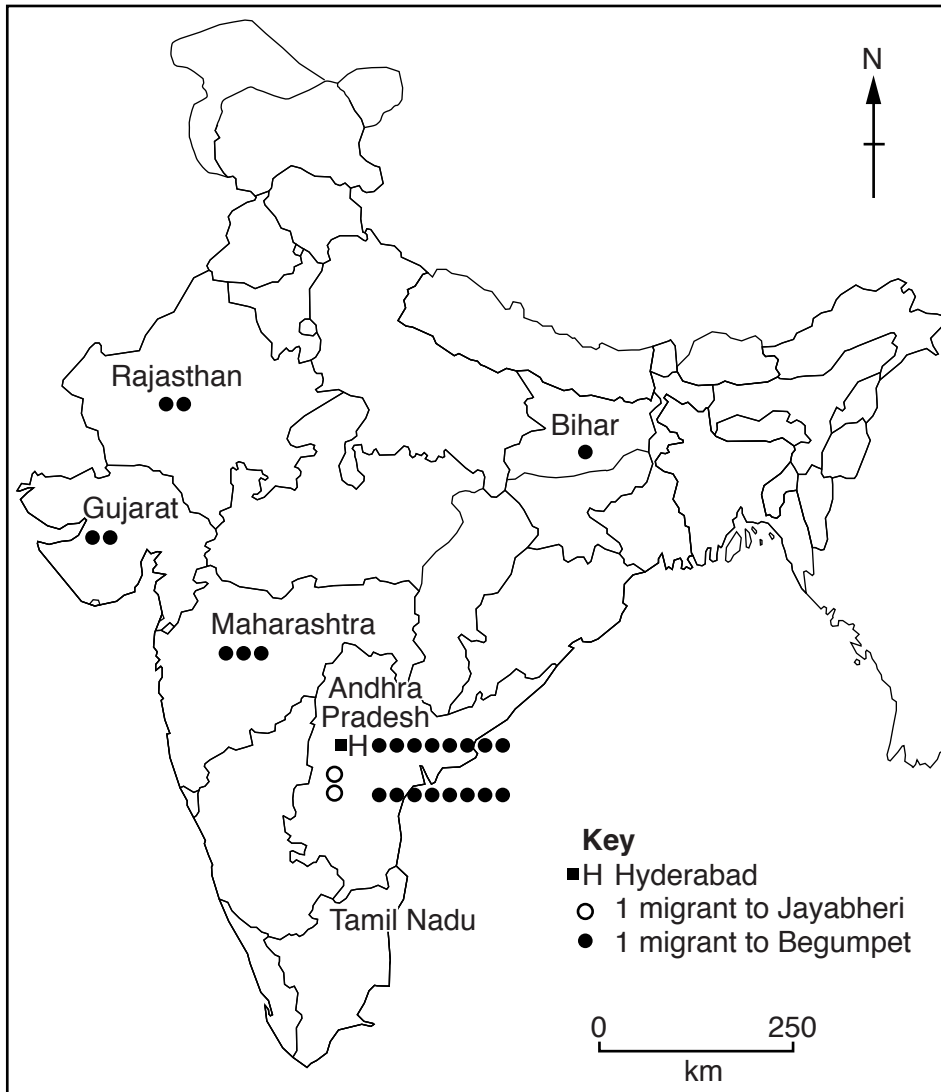 N
Rajasthan
Bihar
Gujarat
Maharashtra
Andhra
Pradesh
H
Tamil Nadu
Key
H Hyderabad
1 migrant to Jayabheri
1 migrant to Begumpet
0 250
km